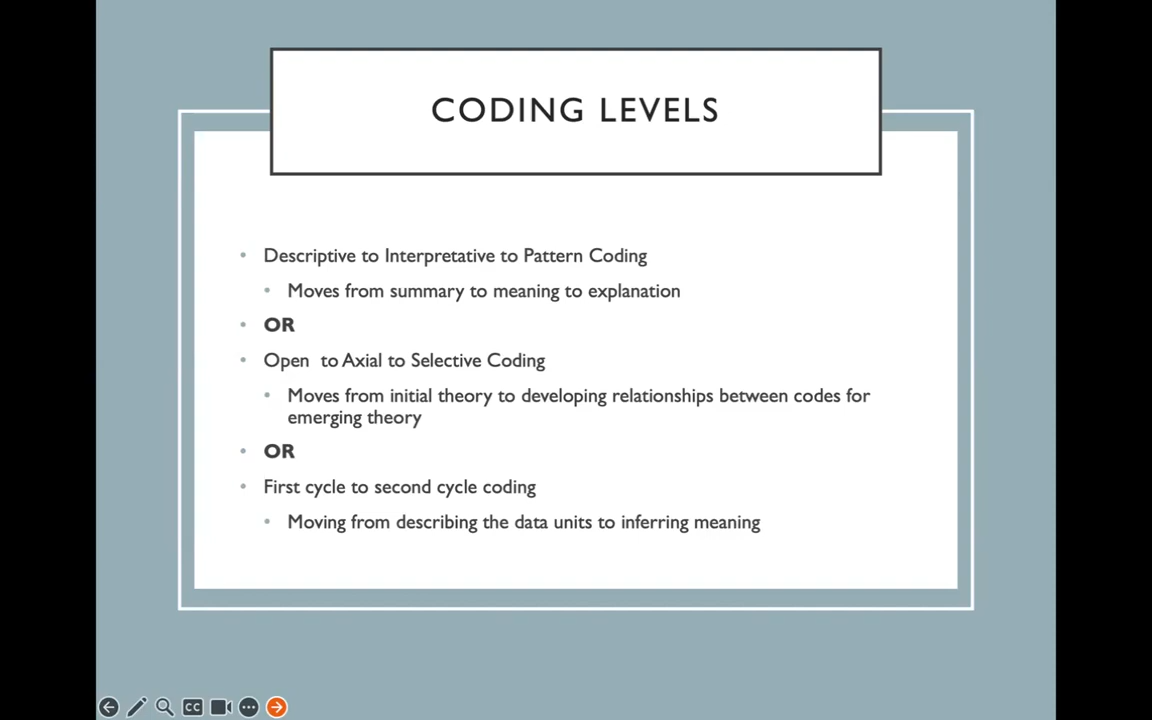 CODING LEVELS
• Descriptive to Interpretative to Pattern Coding
• Moves from summary to meaning to explanation
• OR
• Open  to Axial to Selective Coding
• Moves from initial theory to developing relationships between codes for
emerging theory
• OR
• First cycle to second cycle coding
• Moving from describing the data units to inferring meaning
CC